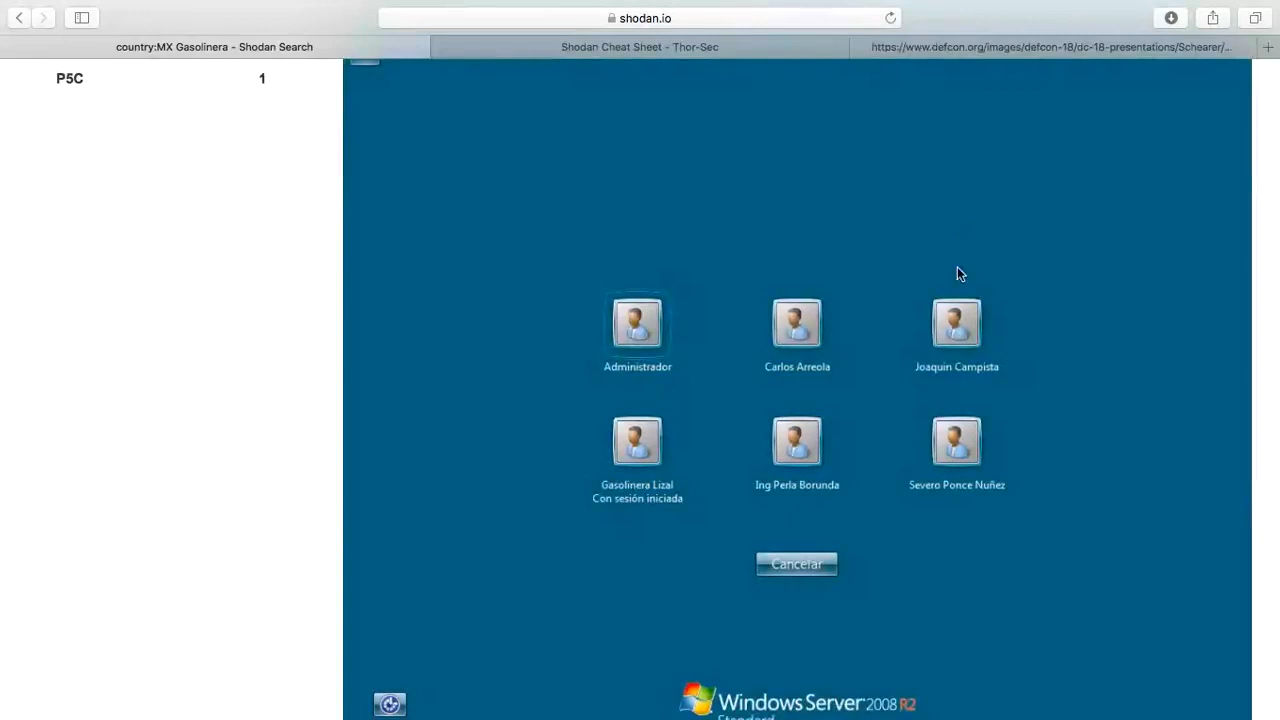 shodan.io
country:MX Gasolinera - Shodan Search
Shodan Cheat Sheet - Thor-Sec
https://www.defcon.org/images/defcon-18/dc-18-presentations/Schearer/...
P5C 1
Administrador
Carlos Arreola
Joaquin Campista
Gasolinera Lizal
Con sesión iniciada
Ing Perla Borunda
Severo Ponce Nuñez
Cancelar
Windows Server 2008 R2
Standard